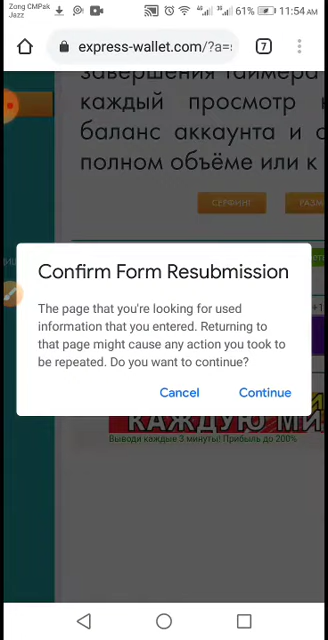 Zong CMPak
Jazz
61%
11:54 AM
express-wallet.com/?a=
7
завершения таймера
каждый просмотр
баланс аккаунта и
полном объёме или к
СЕРФИНГ
РАЗМ
Confirm Form Resubmission
The page that you're looking for used
information that you entered. Returning to
that page might cause any action you took to
be repeated. Do you want to continue?
Cancel
Continue
КАЖДУЮ МИ
Выводи каждые 3 минуты! Прибыль до 200%